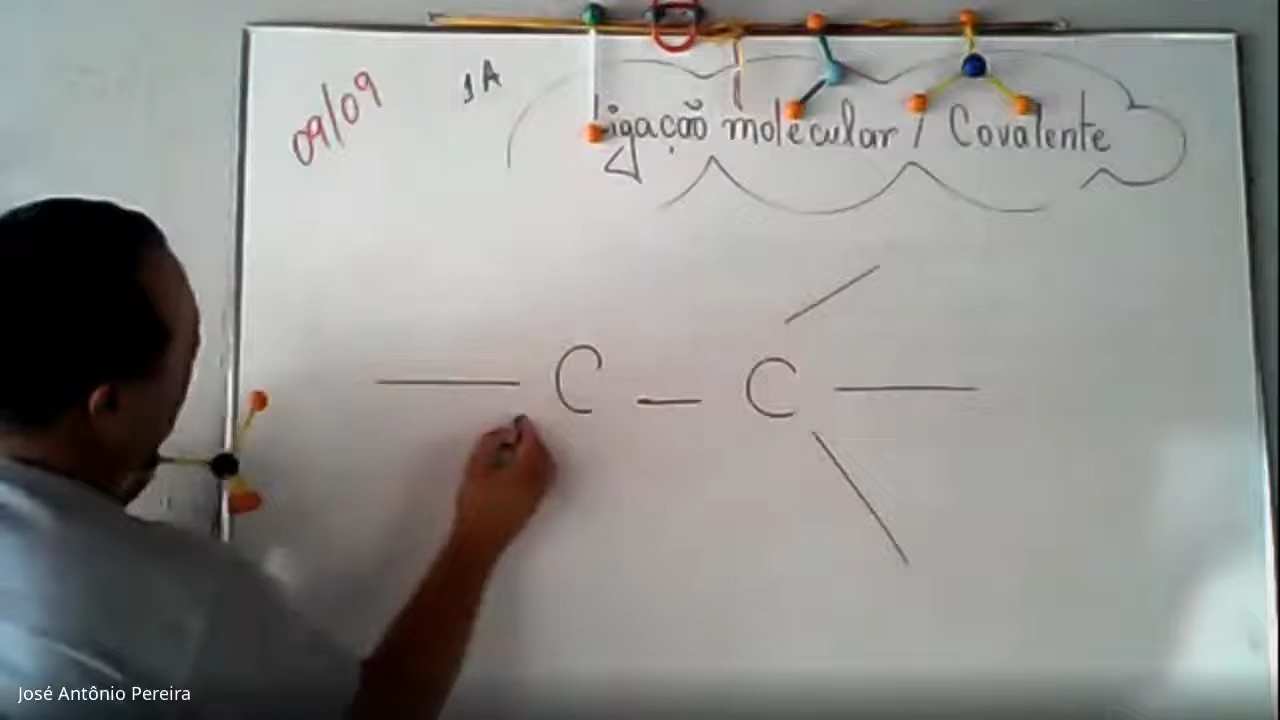 09/09
1A
Ligação molecular / Covalente
C – C
José Antônio Pereira